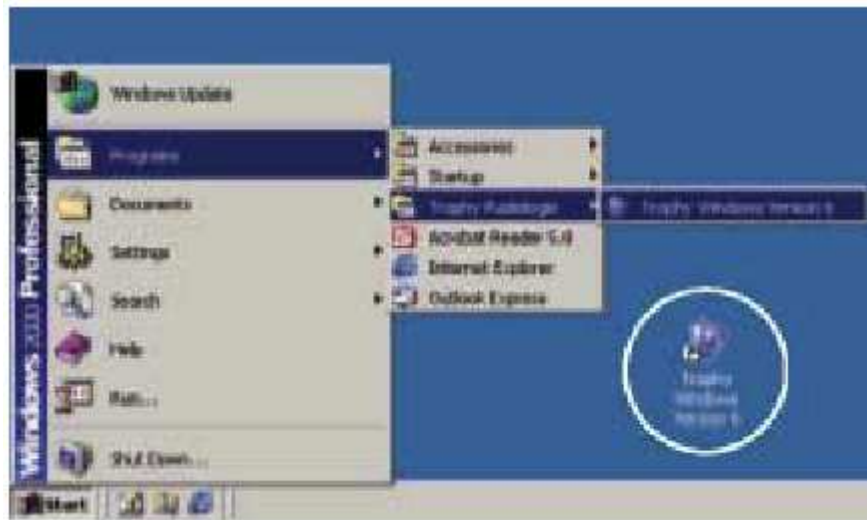 Windows 2000 Professional
Windows Update
Programs
Documents
Settings
Search
Help
Run...
Shut Down...
Start
Accessories
Startup
Trophy Radiologie
Acrobat Reader 5.0
Internet Explorer
Outlook Express
Trophy Windows Version 6
Trophy
Windows
Version 6